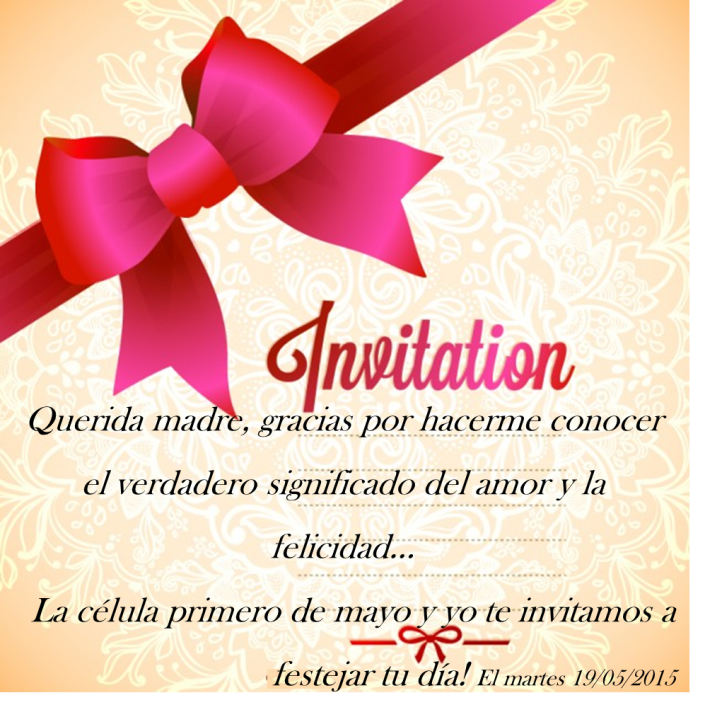 Invitation
Querida madre, gracias por hacerme conocer
el verdadero significado del amor y la
felicidad...
La célula primero de mayo y yo te invitamos a
festejar tu día! El martes 19/05/2015